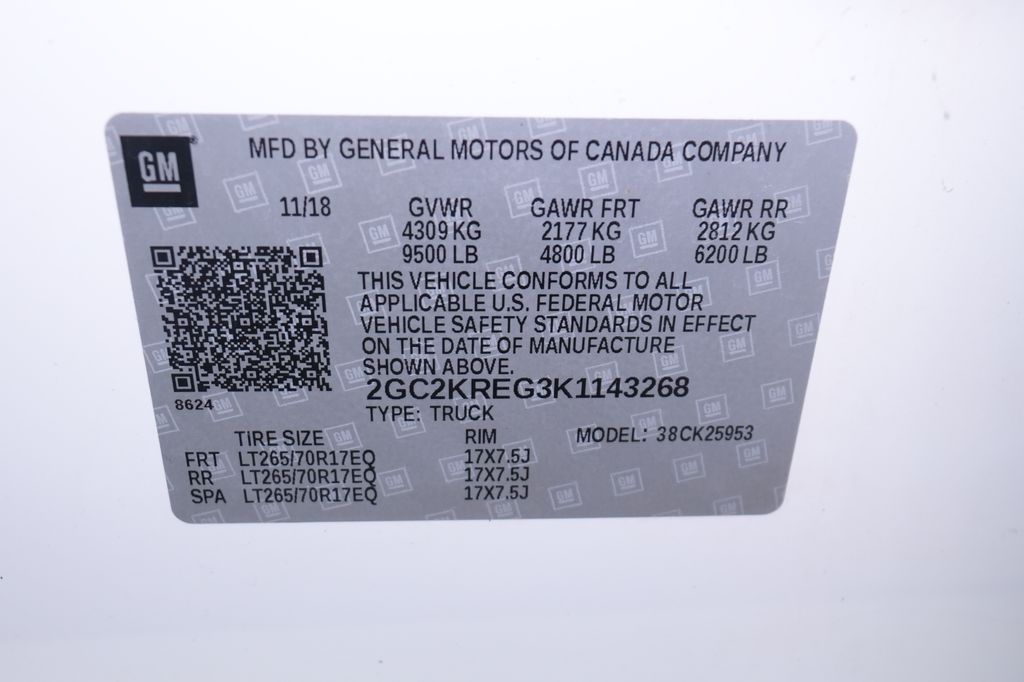 GM
MFD BY GENERAL MOTORS OF CANADA COMPANY
11/18 GVWR GAWR FRT GAWR RR
4309 KG 2177 KG 2812 KG
9500 LB 4800 LB 6200 LB
THIS VEHICLE CONFORMS TO ALL
APPLICABLE U.S. FEDERAL MOTOR
VEHICLE SAFETY STANDARDS IN EFFECT
ON THE DATE OF MANUFACTURE
SHOWN ABOVE.
2GC2KREG3K1143268
8624
TYPE: TRUCK
TIRE SIZE RIM MODEL: 38CK25953
FRT LT265/70R17EQ 17X7.5J
RR LT265/70R17EQ 17X7.5J
SPA LT265/70R17EQ 17X7.5J